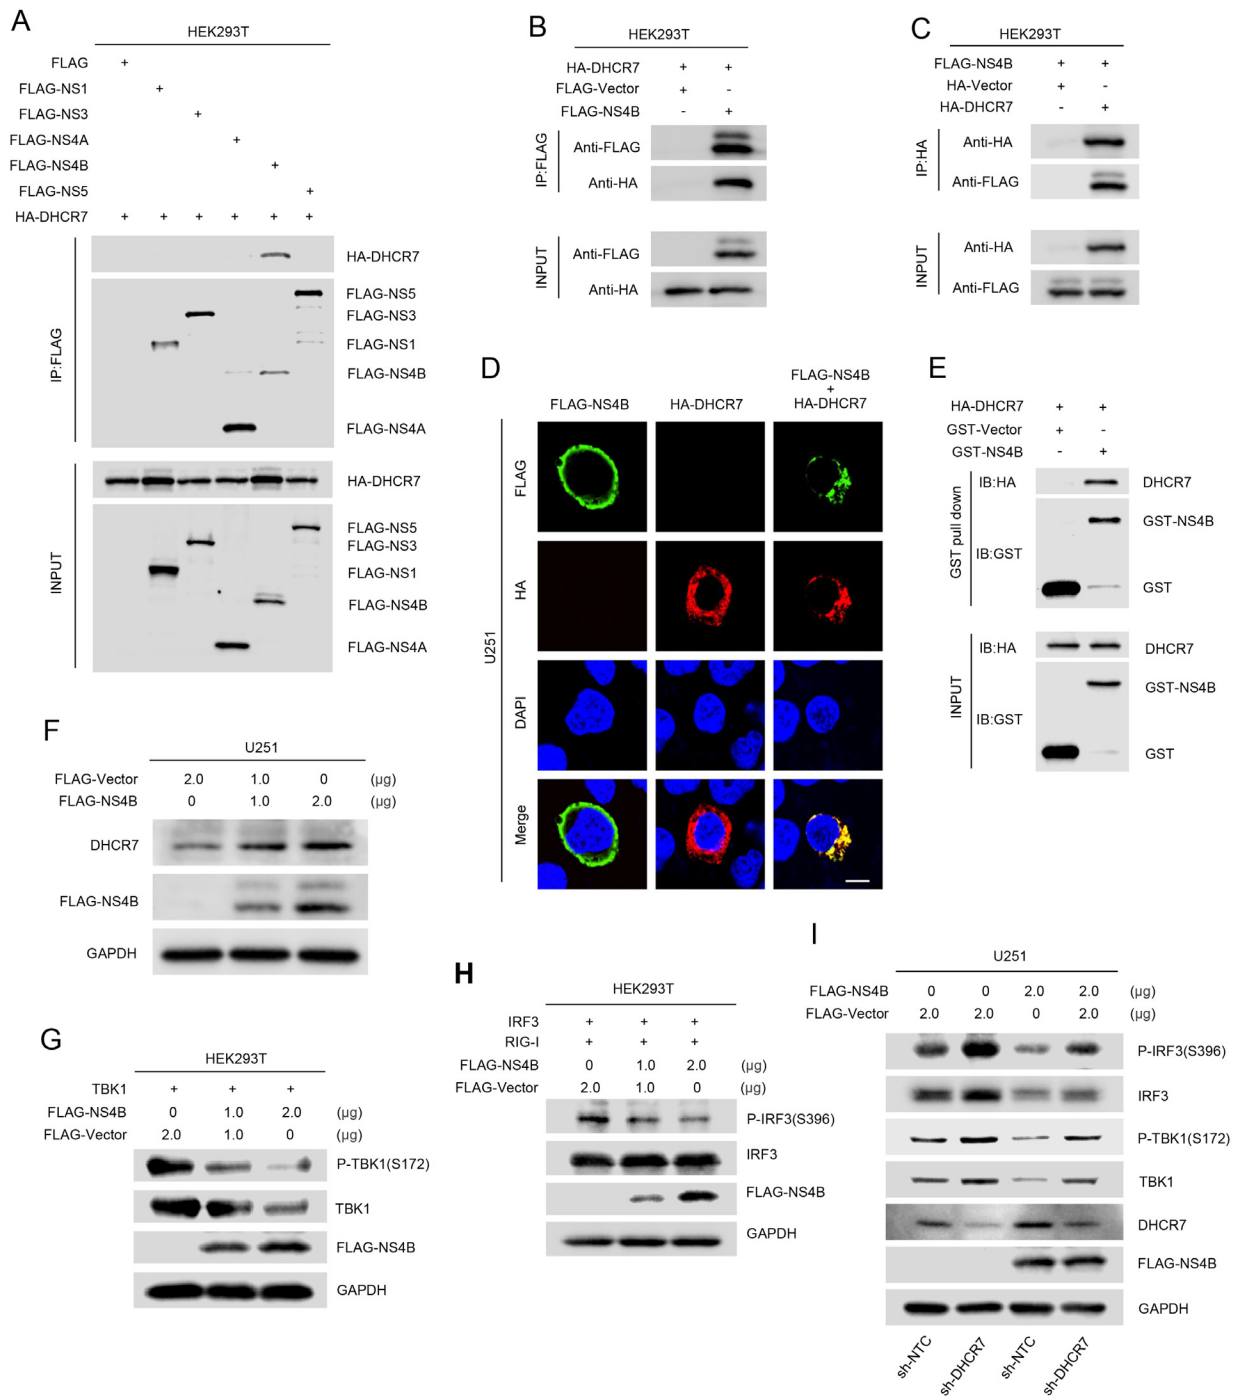 A
HEK293T
FLAG +
FLAG-NS1 +
FLAG-NS3 +
FLAG-NS4A +
FLAG-NS4B +
FLAG-NS5 +
HA-DHCR7 + + + + + +
IP:FLAG
HA-DHCR7
FLAG-NS5
FLAG-NS3
FLAG-NS1
FLAG-NS4B
FLAG-NS4A
INPUT
HA-DHCR7
FLAG-NS5
FLAG-NS3
FLAG-NS1
FLAG-NS4B
FLAG-NS4A
B
HEK293T
HA-DHCR7 + +
FLAG-Vector + -
FLAG-NS4B - +
IP:FLAG
Anti-FLAG
Anti-HA
INPUT
Anti-FLAG
Anti-HA
C
HEK293T
FLAG-NS4B + +
HA-Vector + -
HA-DHCR7 - +
IP:HA
Anti-HA
Anti-FLAG
INPUT
Anti-HA
Anti-FLAG
D
FLAG-NS4B HA-DHCR7 FLAG-NS4B
+
HA-DHCR7
U251
FLAG
HA
DAPI
Merge
E
HA-DHCR7 + +
GST-Vector + -
GST-NS4B - +
GST pull down
IB:HA DHCR7
GST-NS4B
IB:GST
GST
INPUT
IB:HA DHCR7
GST-NS4B
IB:GST
GST
F
U251
FLAG-Vector 2.0 1.0 0 (μg)
FLAG-NS4B 0 1.0 2.0 (μg)
DHCR7
FLAG-NS4B
GAPDH
G
HEK293T
TBK1 + + +
FLAG-NS4B 0 1.0 2.0 (μg)
FLAG-Vector 2.0 1.0 0 (μg)
P-TBK1(S172)
TBK1
FLAG-NS4B
GAPDH
H
HEK293T
IRF3 + + +
RIG-I + + +
FLAG-NS4B 0 1.0 2.0 (μg)
FLAG-Vector 2.0 1.0 0 (μg)
P-IRF3(S396)
IRF3
FLAG-NS4B
GAPDH
I
U251
FLAG-NS4B 0 0 2.0 2.0 (μg)
FLAG-Vector 2.0 2.0 0 0 (μg)
P-IRF3(S396)
IRF3
P-TBK1(S172)
TBK1
DHCR7
FLAG-NS4B
GAPDH
sh-NTC sh-DHCR7 sh-NTC sh-DHCR7